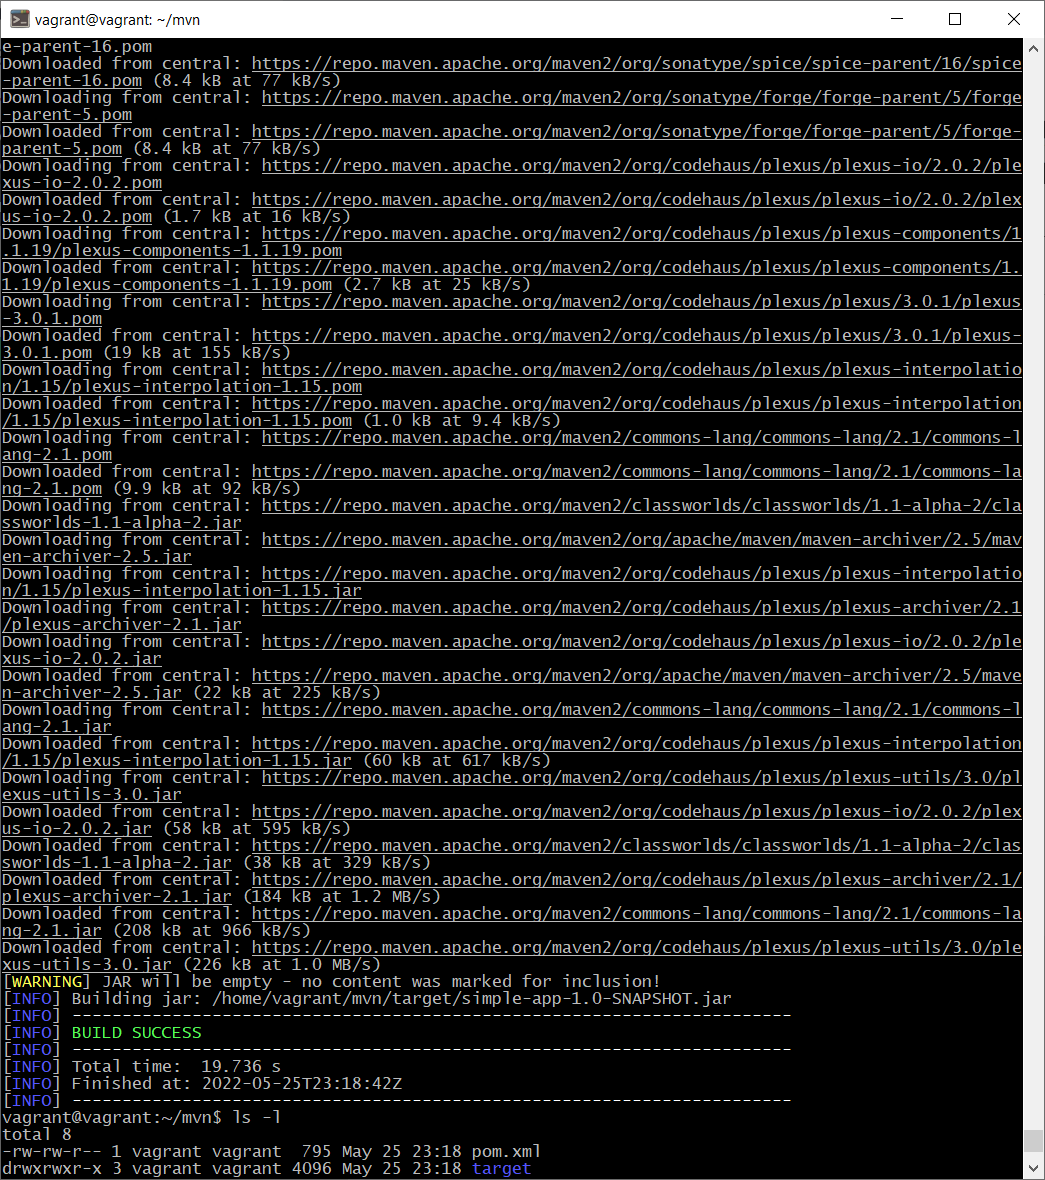 vagrant@vagrant: ~/mvn
e-parent-16.pom
Downloaded from central: https://repo.maven.apache.org/maven2/org/sonatype/spice/spice-parent/16/spice
-parent-16.pom (8.4 kB at 77 kB/s)
Downloading from central: https://repo.maven.apache.org/maven2/org/sonatype/forge/forge-parent/5/forge
-parent-5.pom
Downloaded from central: https://repo.maven.apache.org/maven2/org/sonatype/forge/forge-parent/5/forge-
parent-5.pom (8.4 kB at 77 kB/s)
Downloading from central: https://repo.maven.apache.org/maven2/org/codehaus/plexus/plexus-io/2.0.2/ple
xus-io-2.0.2.pom
Downloaded from central: https://repo.maven.apache.org/maven2/org/codehaus/plexus/plexus-io/2.0.2/plex
us-io-2.0.2.pom (1.7 kB at 16 kB/s)
Downloading from central: https://repo.maven.apache.org/maven2/org/codehaus/plexus/plexus-components/1
.1.19/plexus-components-1.1.19.pom
Downloaded from central: https://repo.maven.apache.org/maven2/org/codehaus/plexus/plexus-components/1.
1.19/plexus-components-1.1.19.pom (2.7 kB at 25 kB/s)
Downloading from central: https://repo.maven.apache.org/maven2/org/codehaus/plexus/plexus/3.0.1/plexus
-3.0.1.pom
Downloaded from central: https://repo.maven.apache.org/maven2/org/codehaus/plexus/plexus/3.0.1/plexus-
3.0.1.pom (19 kB at 155 kB/s)
Downloading from central: https://repo.maven.apache.org/maven2/org/codehaus/plexus/plexus-interpolatio
n/1.15/plexus-interpolation-1.15.pom
Downloaded from central: https://repo.maven.apache.org/maven2/org/codehaus/plexus/plexus-interpolation
/1.15/plexus-interpolation-1.15.pom (1.0 kB at 9.4 kB/s)
Downloading from central: https://repo.maven.apache.org/maven2/commons-lang/commons-lang/2.1/commons-l
ang-2.1.pom
Downloaded from central: https://repo.maven.apache.org/maven2/commons-lang/commons-lang/2.1/commons-la
ng-2.1.pom (9.9 kB at 92 kB/s)
Downloading from central: https://repo.maven.apache.org/maven2/classworlds/classworlds/1.1-alpha-2/cla
ssworlds-1.1-alpha-2.jar
Downloading from central: https://repo.maven.apache.org/maven2/org/apache/maven/maven-archiver/2.5/mav
en-archiver-2.5.jar
Downloading from central: https://repo.maven.apache.org/maven2/org/codehaus/plexus/plexus-interpolatio
n/1.15/plexus-interpolation-1.15.jar
Downloading from central: https://repo.maven.apache.org/maven2/org/codehaus/plexus/plexus-archiver/2.1
/plexus-archiver-2.1.jar
Downloading from central: https://repo.maven.apache.org/maven2/org/codehaus/plexus/plexus-io/2.0.2/ple
xus-io-2.0.2.jar
Downloaded from central: https://repo.maven.apache.org/maven2/org/apache/maven/maven-archiver/2.5/mave
n-archiver-2.5.jar (22 kB at 225 kB/s)
Downloading from central: https://repo.maven.apache.org/maven2/commons-lang/commons-lang/2.1/commons-l
ang-2.1.jar
Downloaded from central: https://repo.maven.apache.org/maven2/org/codehaus/plexus/plexus-interpolation
/1.15/plexus-interpolation-1.15.jar (60 kB at 617 kB/s)
Downloading from central: https://repo.maven.apache.org/maven2/org/codehaus/plexus/plexus-utils/3.0/pl
exus-utils-3.0.jar
Downloaded from central: https://repo.maven.apache.org/maven2/org/codehaus/plexus/plexus-io/2.0.2/plex
us-io-2.0.2.jar (58 kB at 595 kB/s)
Downloaded from central: https://repo.maven.apache.org/maven2/classworlds/classworlds/1.1-alpha-2/clas
sworlds-1.1-alpha-2.jar (38 kB at 329 kB/s)
Downloaded from central: https://repo.maven.apache.org/maven2/org/codehaus/plexus/plexus-archiver/2.1/
plexus-archiver-2.1.jar (184 kB at 1.2 MB/s)
Downloaded from central: https://repo.maven.apache.org/maven2/commons-lang/commons-lang/2.1/commons-la
ng-2.1.jar (208 kB at 966 kB/s)
Downloaded from central: https://repo.maven.apache.org/maven2/org/codehaus/plexus/plexus-utils/3.0/ple
xus-utils-3.0.jar (226 kB at 1.0 MB/s)
[WARNING] JAR will be empty - no content was marked for inclusion!
[INFO] Building jar: /home/vagrant/mvn/target/simple-app-1.0-SNAPSHOT.jar
[INFO] ------------------------------------------------------------------------
[INFO] BUILD SUCCESS
[INFO] ------------------------------------------------------------------------
[INFO] Total time:  19.736 s
[INFO] Finished at: 2022-05-25T23:18:42Z
[INFO] ------------------------------------------------------------------------
vagrant@vagrant:~/mvn$ ls -l
total 8
-rw-rw-r-- 1 vagrant vagrant  795 May 25 23:18 pom.xml
drwxrwxr-x 3 vagrant vagrant 4096 May 25 23:18 target